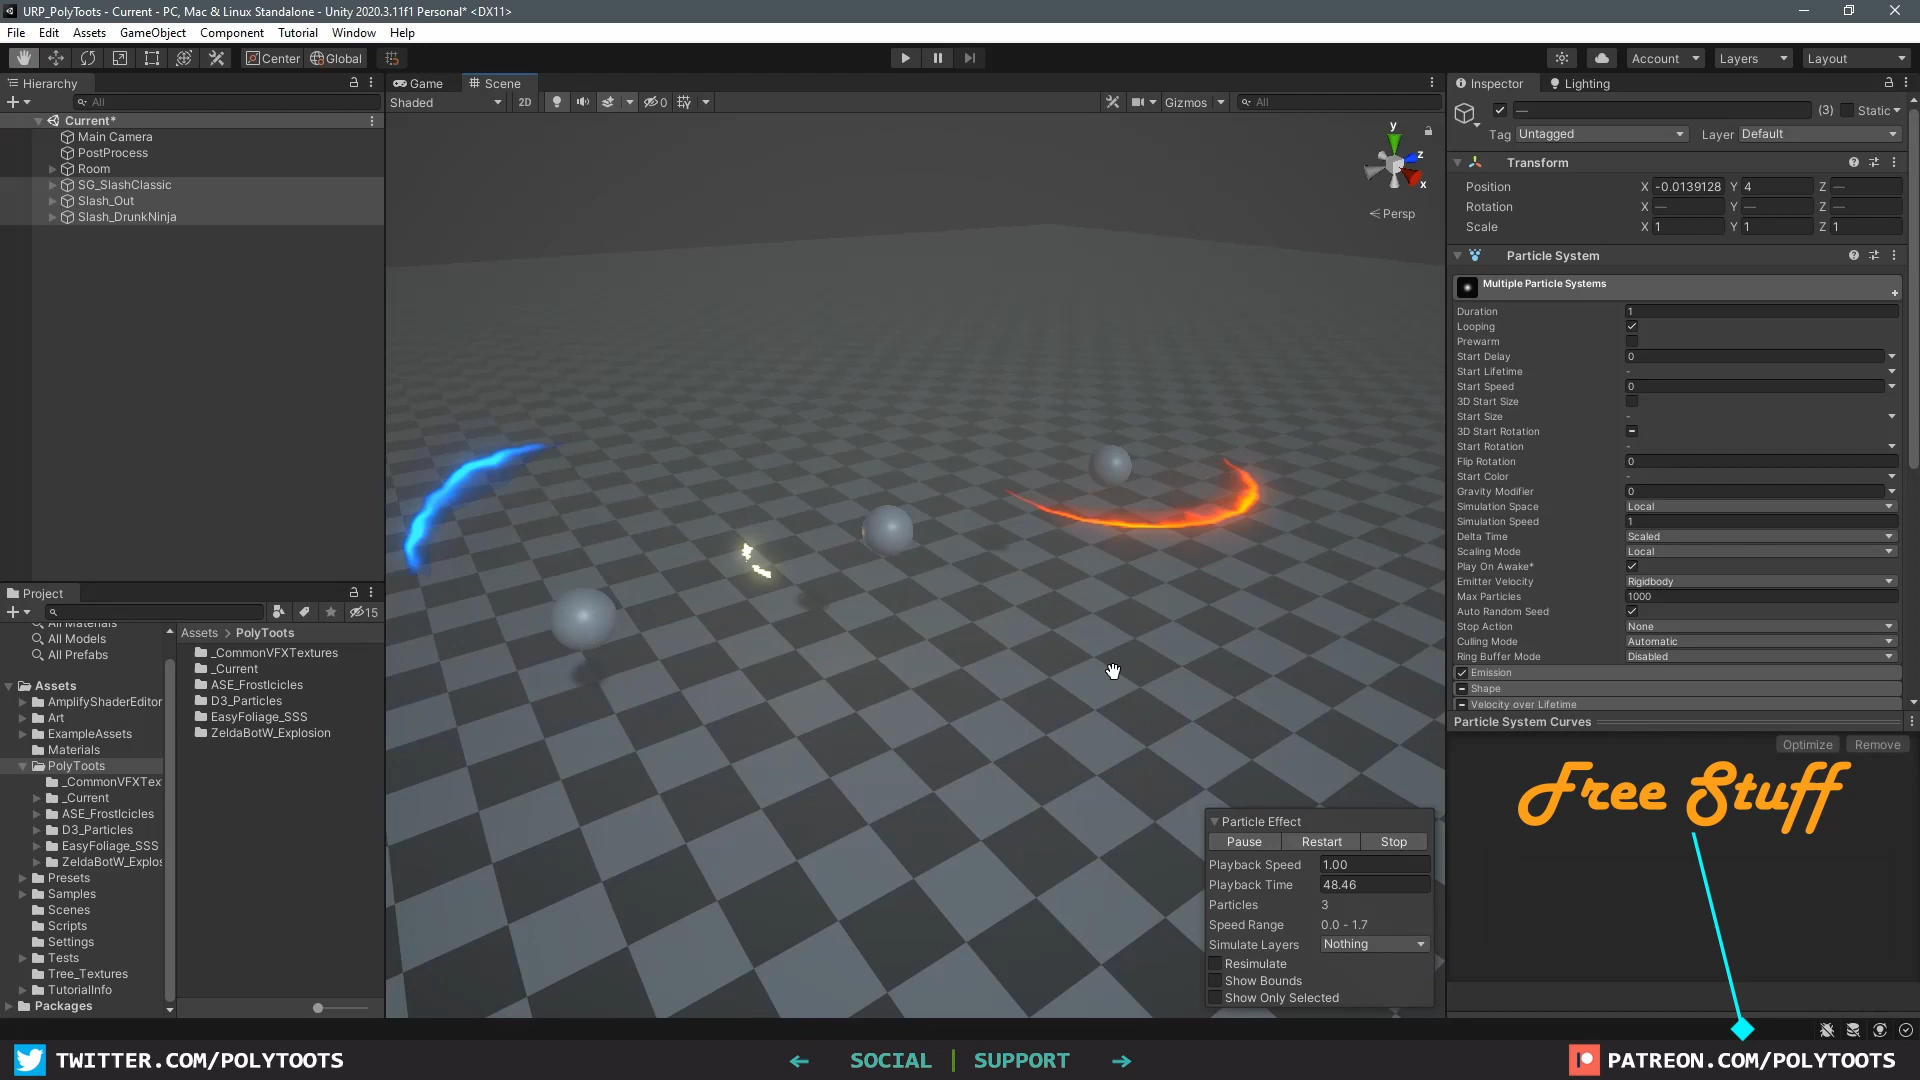 URP_PolyToots - Current - PC, Mac & Linux Standalone - Unity 2020.3.11f1 Personal* <DX11>
File Edit Assets GameObject Component Tutorial Window Help
Center Global
Account Layers Layout
Hierarchy
All
Current*
Main Camera
PostProcess
Room
SG_SlashClassic
Slash_Out
Slash_DrunkNinja
Game Scene
Shaded 2D 0 Gizmos All
y
z
x
Persp
Inspector Lighting
— (3) Static
Tag Untagged Layer Default
Transform
Position X -0.0139128 Y 4 Z —
Rotation X — Y — Z —
Scale X 1 Y 1 Z 1
Particle System
Multiple Particle Systems
Duration 1
Looping
Prewarm
Start Delay 0
Start Lifetime -
Start Speed 0
3D Start Size
Start Size -
3D Start Rotation
Start Rotation -
Flip Rotation 0
Start Color -
Gravity Modifier 0
Simulation Space Local
Simulation Speed 1
Delta Time Scaled
Scaling Mode Local
Play On Awake*
Emitter Velocity Rigidbody
Max Particles 1000
Auto Random Seed
Stop Action None
Culling Mode Automatic
Ring Buffer Mode Disabled
Emission
Shape
Velocity over Lifetime
Particle System Curves
Optimize Remove
Free Stuff
Project
15
All Materials
All Models
All Prefabs
Assets
AmplifyShaderEditor
Art
ExampleAssets
Materials
PolyToots
_CommonVFXTex
_Current
ASE_FrostIcicles
D3_Particles
EasyFoliage_SSS
ZeldaBotW_Explos
Presets
Samples
Scenes
Scripts
Settings
Tests
Tree_Textures
TutorialInfo
Packages
Assets > PolyToots
_CommonVFXTextures
_Current
ASE_FrostIcicles
D3_Particles
EasyFoliage_SSS
ZeldaBotW_Explosion
Particle Effect
Pause Restart Stop
Playback Speed 1.00
Playback Time 48.46
Particles 3
Speed Range 0.0 - 1.7
Simulate Layers Nothing
Resimulate
Show Bounds
Show Only Selected
TWITTER.COM/POLYTOOTS
← SOCIAL | SUPPORT →
PATREON.COM/POLYTOOTS